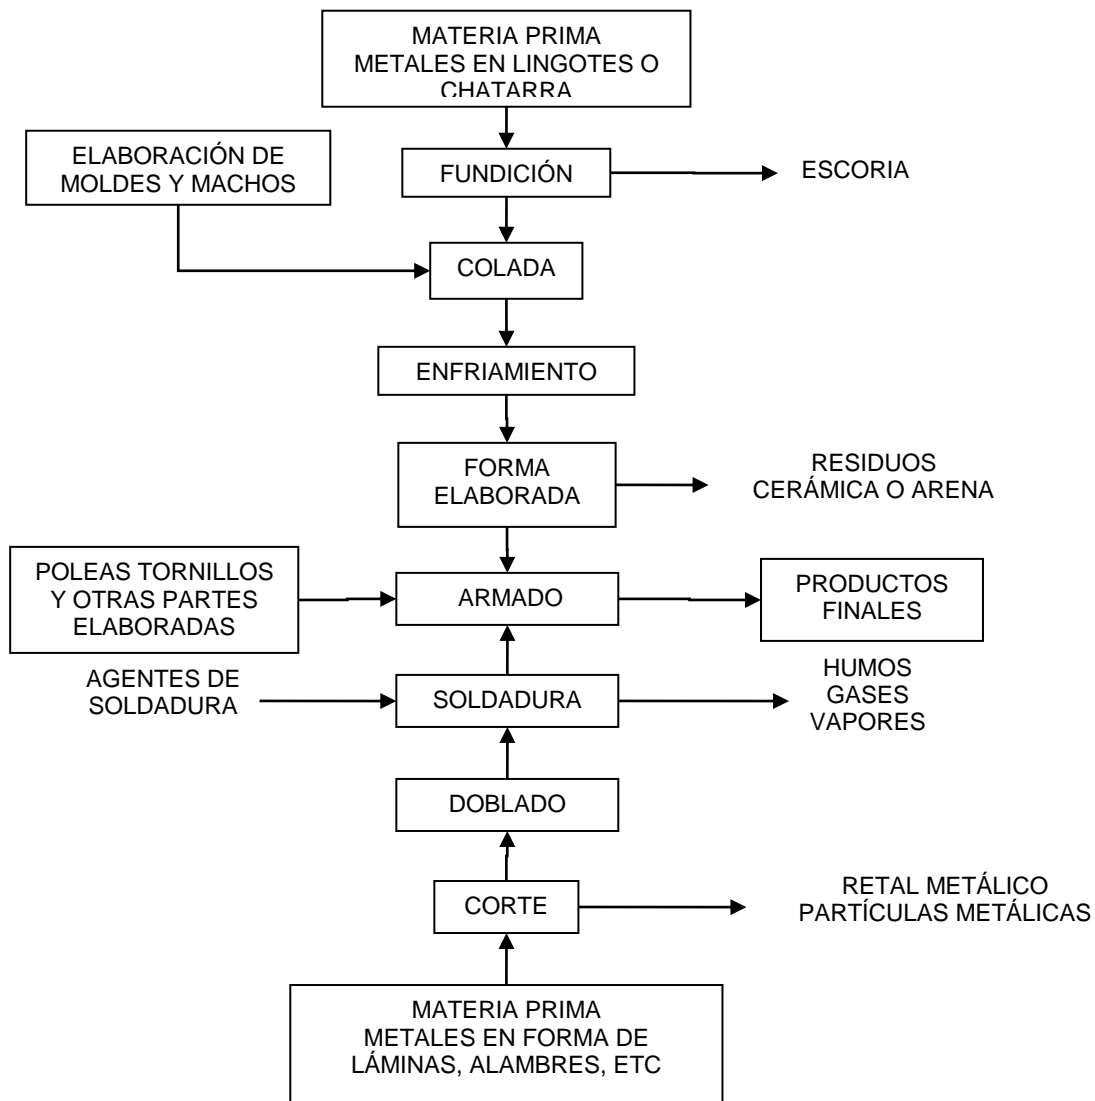 MATERIA PRIMA
METALES EN LINGOTES O
CHATARRA
ELABORACIÓN DE
MOLDES Y MACHOS
FUNDICIÓN
ESCORIA
COLADA
ENFRIAMIENTO
FORMA
ELABORADA
RESIDUOS
CERÁMICA O ARENA
POLEAS TORNILLOS
Y OTRAS PARTES
ELABORADAS
ARMADO
PRODUCTOS
FINALES
AGENTES DE
SOLDADURA
SOLDADURA
HUMOS
GASES
VAPORES
DOBLADO
CORTE
RETAL METÁLICO
PARTÍCULAS METÁLICAS
MATERIA PRIMA
METALES EN FORMA DE
LÁMINAS, ALAMBRES, ETC